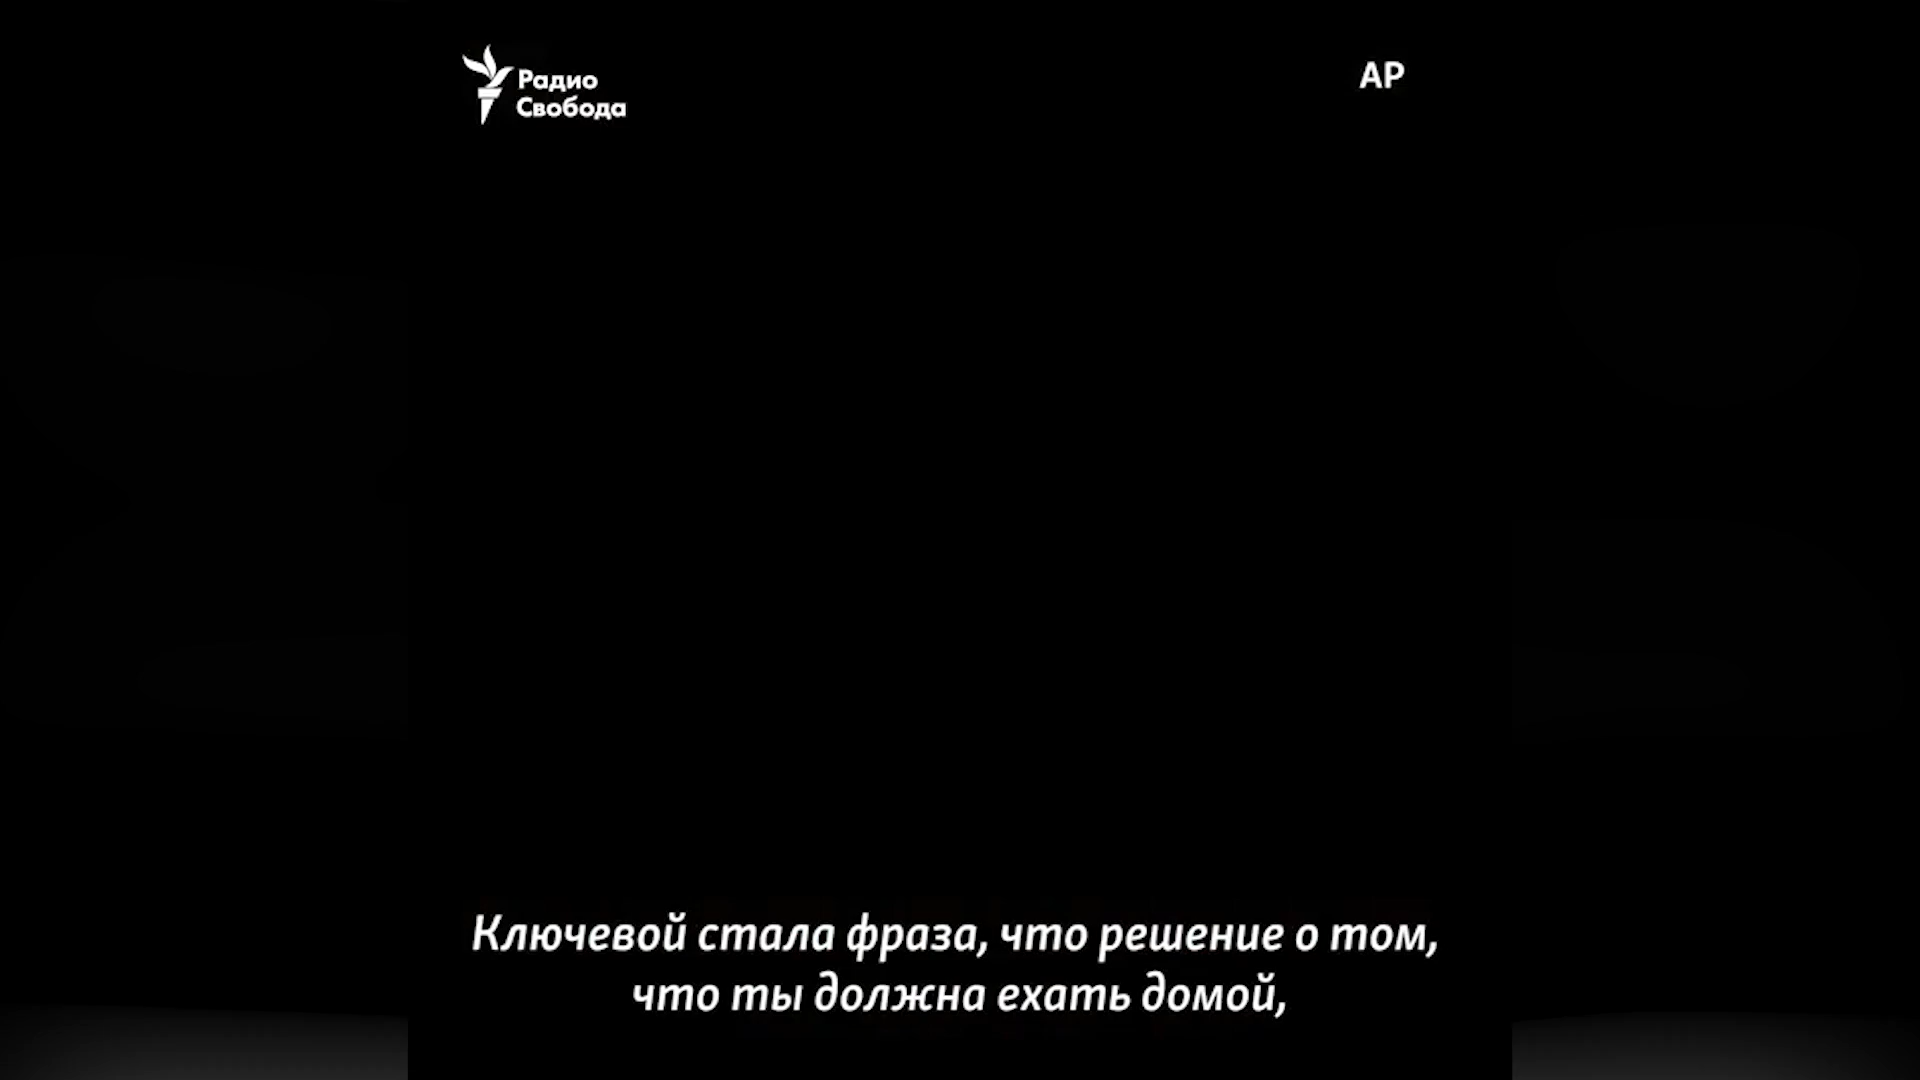 Радио
Свобода
AP
Ключевой стала фраза, что решение о том,
что ты должна ехать домой,